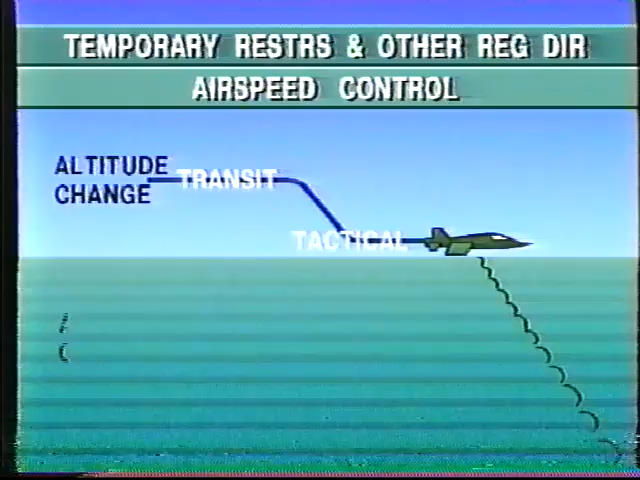 TEMPORARY RESTRS & OTHER REG DIR
AIRSPEED CONTROL
ALTITUDE
CHANGE
TRANSIT
TACTICAL